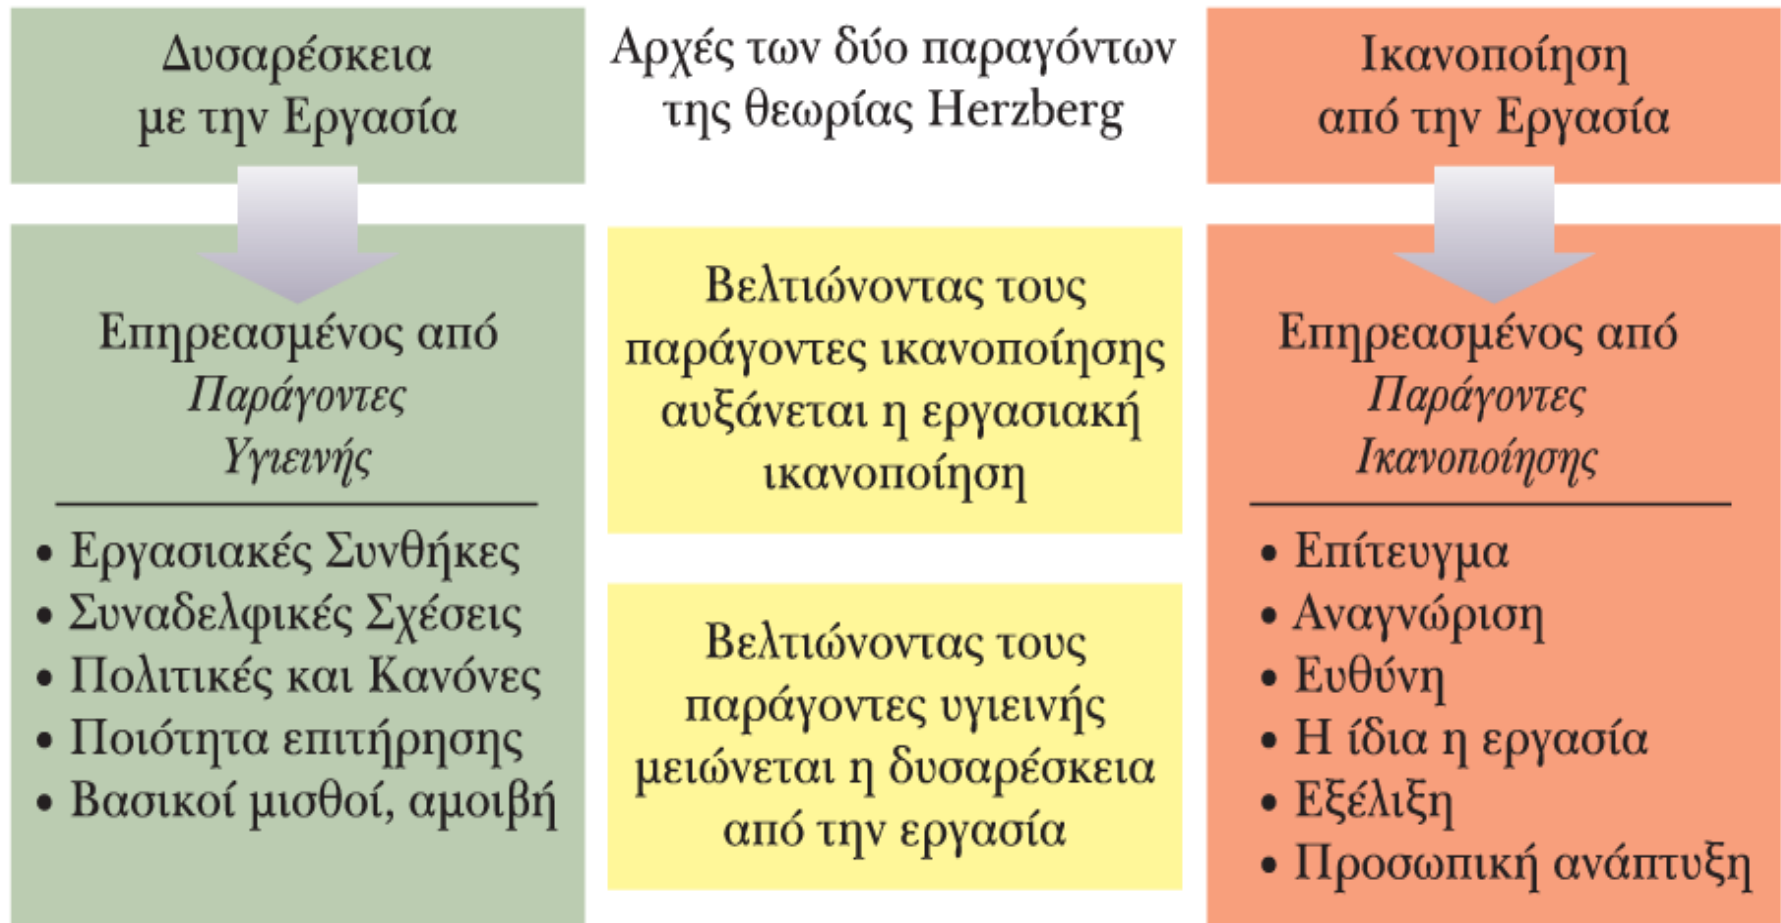 Δυσαρέσκεια
με την Εργασία
Επηρεασμένος από
Παράγοντες
Υγιεινής
• Εργασιακές Συνθήκες
• Συναδελφικές Σχέσεις
• Πολιτικές και Κανόνες
• Ποιότητα επιτήρησης
• Βασικοί μισθοί, αμοιβή
Αρχές των δύο παραγόντων
της θεωρίας Herzberg
Βελτιώνοντας τους
παράγοντες ικανοποίησης
αυξάνεται η εργασιακή
ικανοποίηση
Βελτιώνοντας τους
παράγοντες υγιεινής
μειώνεται η δυσαρέσκεια
από την εργασία
Ικανοποίηση
από την Εργασία
Επηρεασμένος από
Παράγοντες
Ικανοποίησης
• Επίτευγμα
• Αναγνώριση
• Ευθύνη
• Η ίδια η εργασία
• Εξέλιξη
• Προσωπική ανάπτυξη